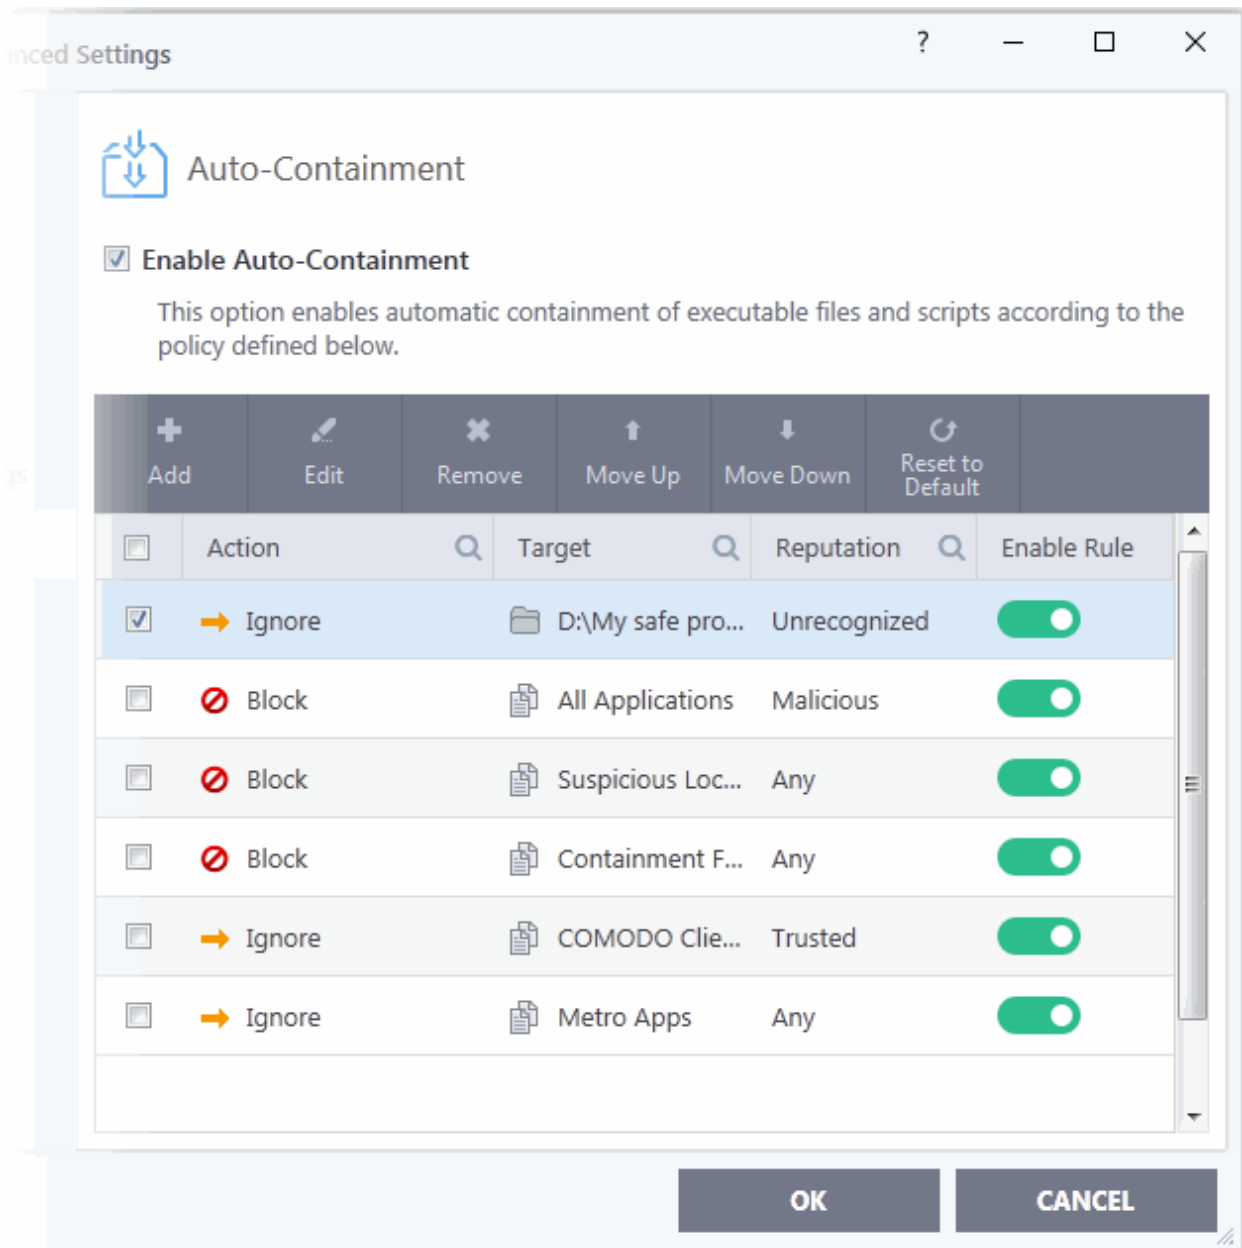 nced Settings
?
Auto-Containment
Enable Auto-Containment
This option enables automatic containment of executable files and scripts according to the
policy defined below.
Add Edit Remove Move Up Move Down Reset to
Default
gs
Action Target Reputation Enable Rule
Ignore D:\My safe pro... Unrecognized
Block All Applications Malicious
Block Suspicious Loc... Any
Block Containment F... Any
Ignore COMODO Clie... Trusted
Ignore Metro Apps Any
OK CANCEL